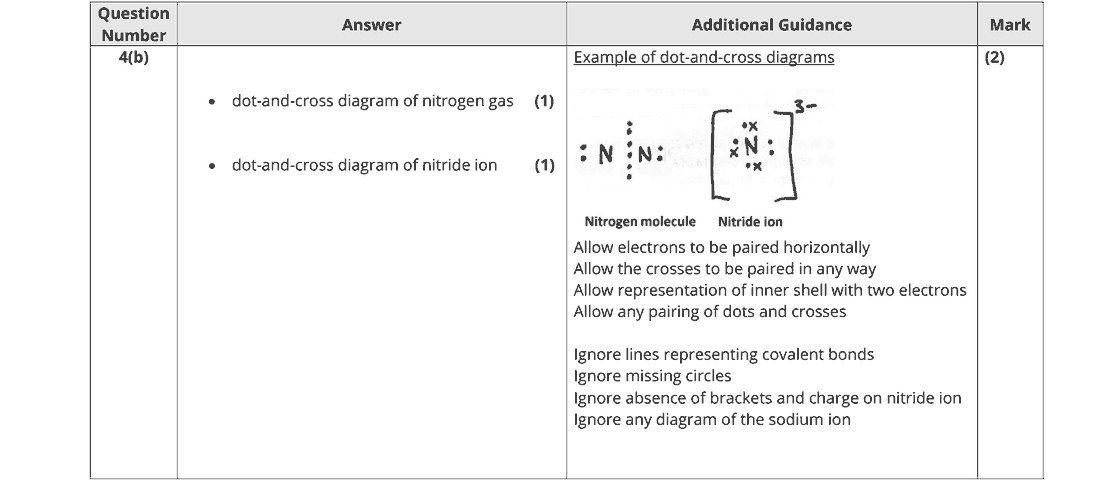 Question Number
Answer
Additional Guidance
Mark
4(b)
• dot-and-cross diagram of nitrogen gas (1)
• dot-and-cross diagram of nitride ion (1)
Example of dot-and-cross diagrams
N N
N
3-
Nitrogen molecule Nitride ion
Allow electrons to be paired horizontally
Allow the crosses to be paired in any way
Allow representation of inner shell with two electrons
Allow any pairing of dots and crosses
Ignore lines representing covalent bonds
Ignore missing circles
Ignore absence of brackets and charge on nitride ion
Ignore any diagram of the sodium ion
(2)